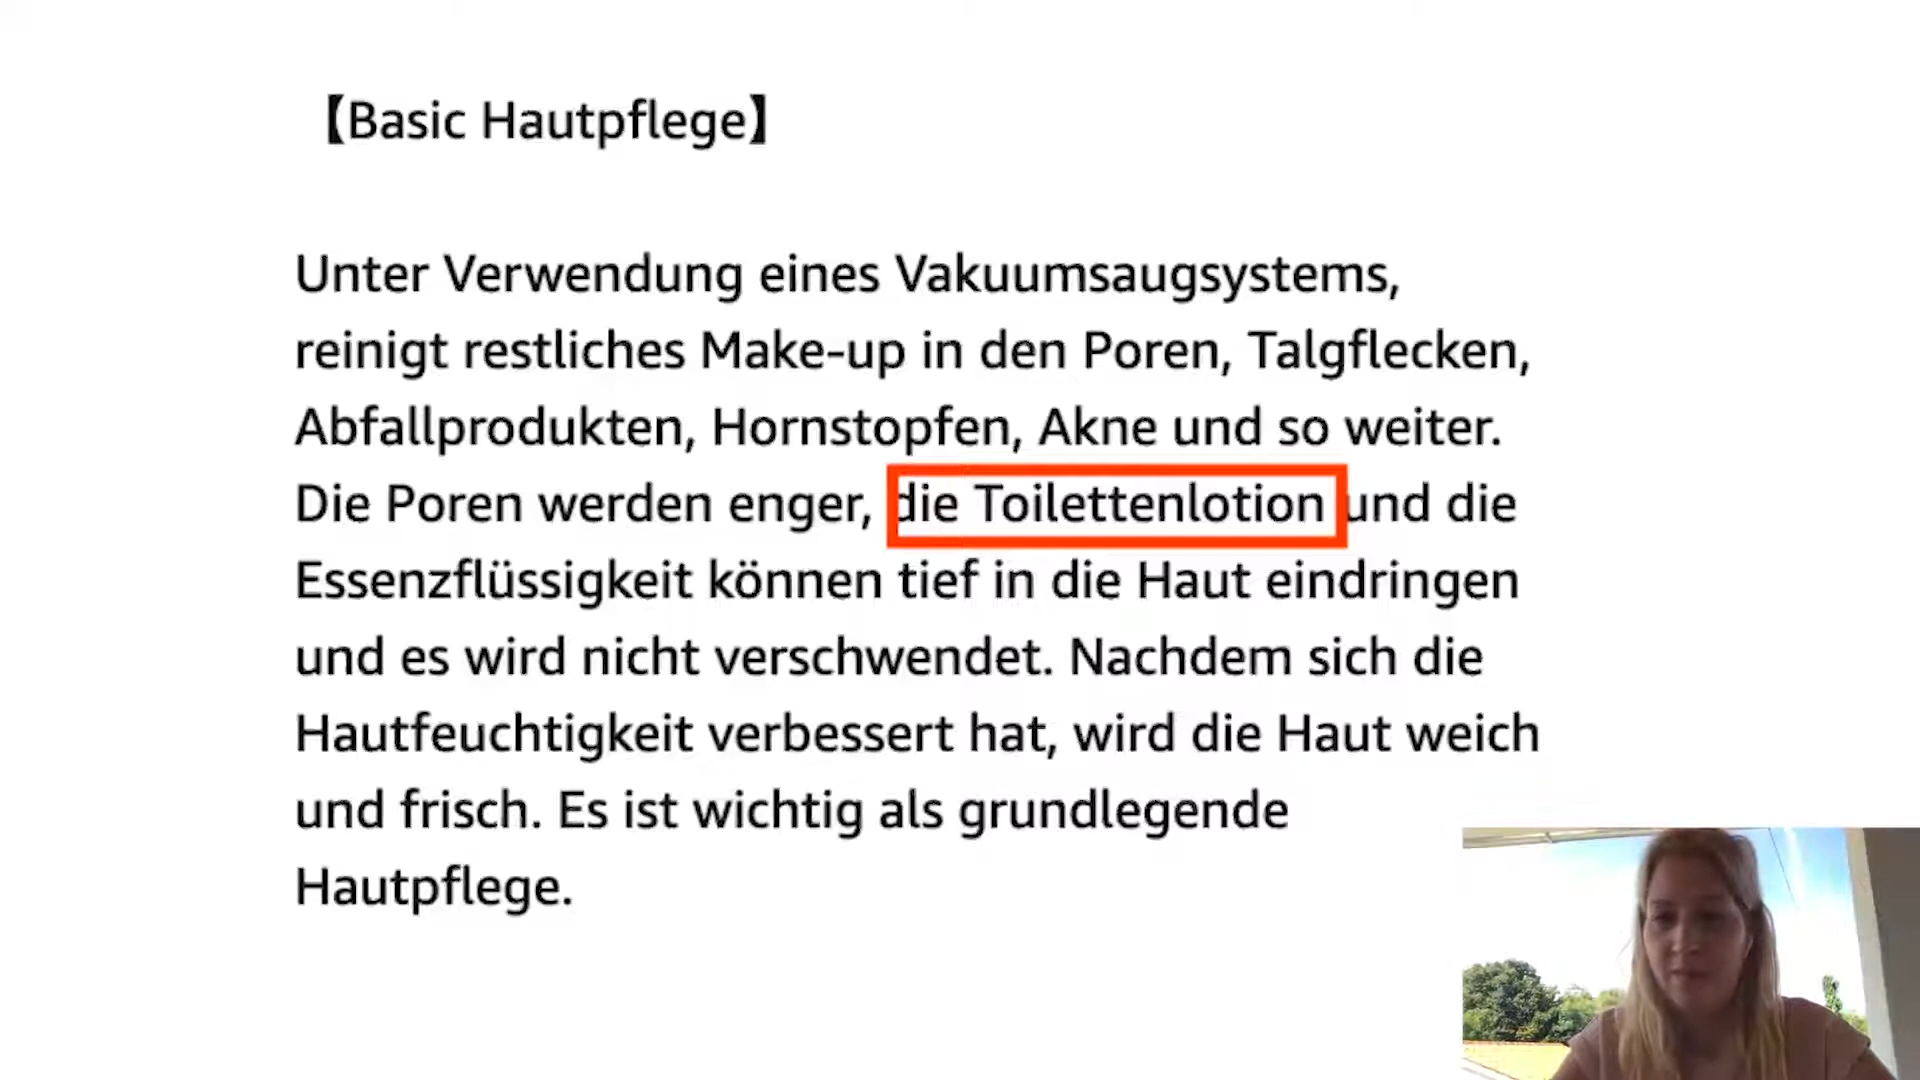 【Basic Hautpflege】
Unter Verwendung eines Vakuumsaugsystems,
reinigt restliches Make-up in den Poren, Talgflecken,
Abfallprodukten, Hornstopfen, Akne und so weiter.
Die Poren werden enger, die Toilettenlotion und die
Essenzflüssigkeit können tief in die Haut eindringen
und es wird nicht verschwendet. Nachdem sich die
Hautfeuchtigkeit verbessert hat, wird die Haut weich
und frisch. Es ist wichtig als grundlegende
Hautpflege.